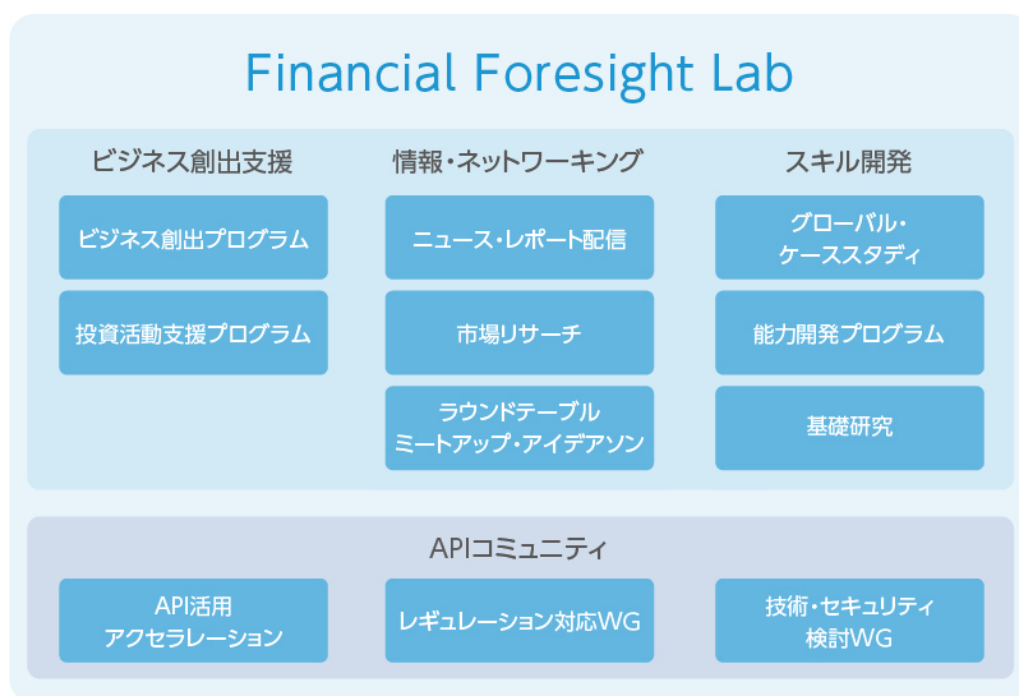 Financial Foresight Lab
ビジネス創出支援
ビジネス創出プログラム
投資活動支援プログラム
情報・ネットワーキング
ニュース・レポート配信
市場リサーチ
ラウンドテーブル
ミートアップ・アイデアソン
スキル開発
グローバル・
ケーススタディ
能力開発プログラム
基礎研究
APIコミュニティ
API活用
アクセラレーション
レギュレーション対応WG
技術・セキュリティ
検討WG